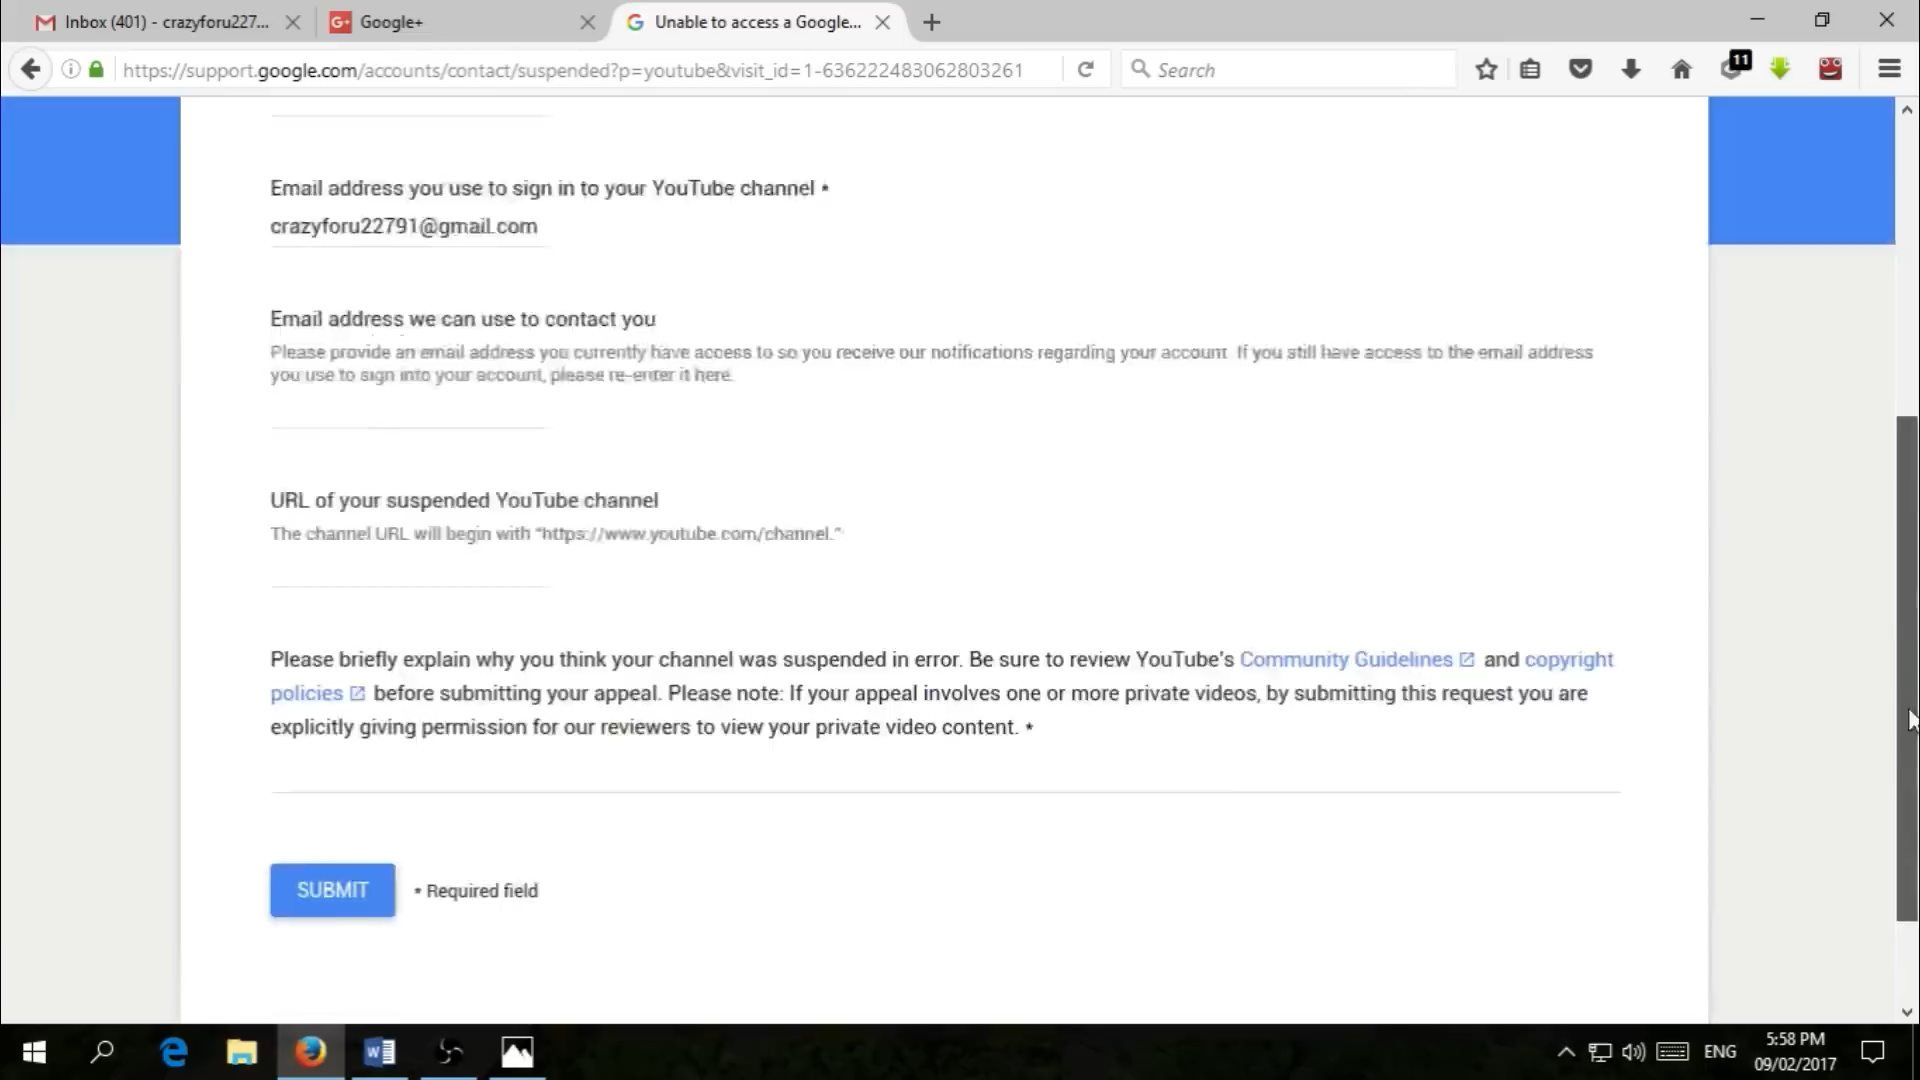 Inbox (401) - crazyforu227...
Google+
Unable to access a Google...
https://support.google.com/accounts/contact/suspended?p=youtube&visit_id=1-636222483062803261
Search
11
Email address you use to sign in to your YouTube channel *
crazyforu22791@gmail.com
Email address we can use to contact you
Please provide an email address you currently have access to so you receive our notifications regarding your account. If you still have access to the email address
you use to sign into your account, please re-enter it here.
URL of your suspended YouTube channel
The channel URL will begin with "https://www.youtube.com/channel."
Please briefly explain why you think your channel was suspended in error. Be sure to review YouTube's Community Guidelines and copyright
policies before submitting your appeal. Please note: If your appeal involves one or more private videos, by submitting this request you are
explicitly giving permission for our reviewers to view your private video content. *
SUBMIT
* Required field
ENG
5:58 PM
09/02/2017